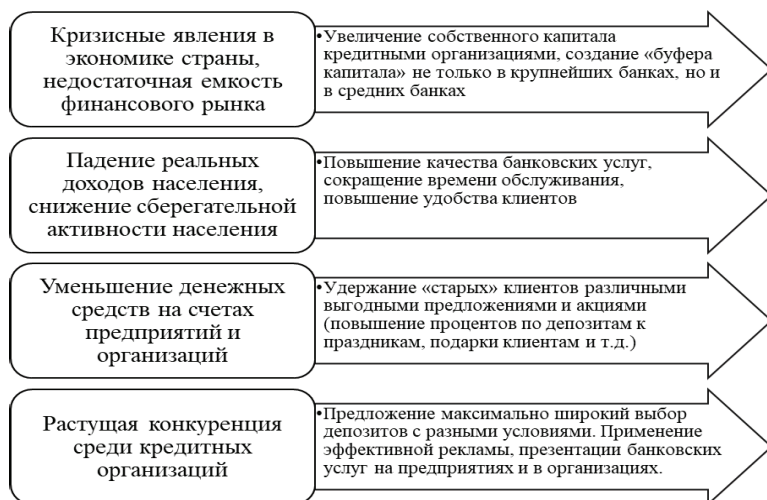 Кризисные явления в
экономике страны,
недостаточная емкость
финансового рынка
•Увеличение собственного капитала
кредитными организациями, создание «буфера
капитала» не только в крупнейших банках, но и
в средних банках
Падение реальных
доходов населения,
снижение сберегательной
активности населения
•Повышение качества банковских услуг,
сокращение времени обслуживания,
повышение удобства клиентов
Уменьшение денежных
средств на счетах
предприятий и
организаций
•Удержание «старых» клиентов различными
выгодными предложениями и акциями
(повышение процентов по депозитам к
праздникам, подарки клиентам и т.д.)
Растущая конкуренция
среди кредитных
организаций
•Предложение максимально широкий выбор
депозитов с разными условиями. Применение
эффективной рекламы, презентации банковских
услуг на предприятиях и в организациях.